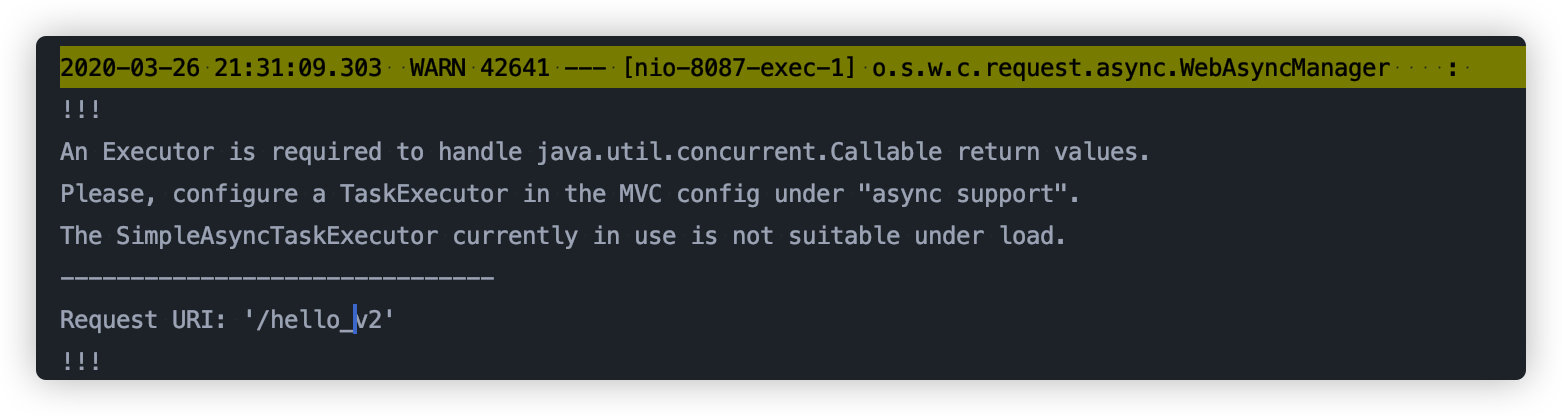 2020-03-26 21:31:09.303  WARN 42641 --- [nio-8087-exec-1] o.s.w.c.request.async.WebAsyncManager    : 
!!!
An Executor is required to handle java.util.concurrent.Callable return values.
Please, configure a TaskExecutor in the MVC config under "async support".
The SimpleAsyncTaskExecutor currently in use is not suitable under load.
-------------------------------
Request URI: '/hello_v2'
!!!